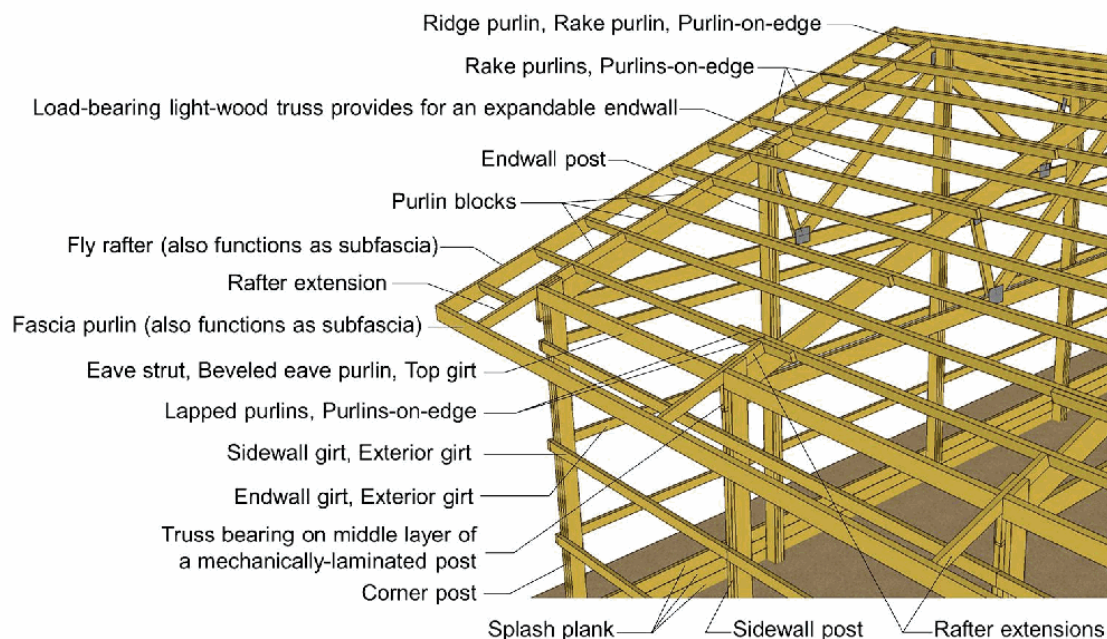 Ridge purlin, Rake purlin, Purlin-on-edge
Rake purlins, Purlins-on-edge
Load-bearing light-wood truss provides for an expandable endwall
Endwall post
Purlin blocks
Fly rafter (also functions as subfascia)
Rafter extension
Fascia purlin (also functions as subfascia)
Eave strut, Beveled eave purlin, Top girt
Lapped purlins, Purlins-on-edge
Sidewall girt, Exterior girt
Endwall girt, Exterior girt
Truss bearing on middle layer of
a mechanically-laminated post
Corner post
Splash plank
Sidewall post
Rafter extensions